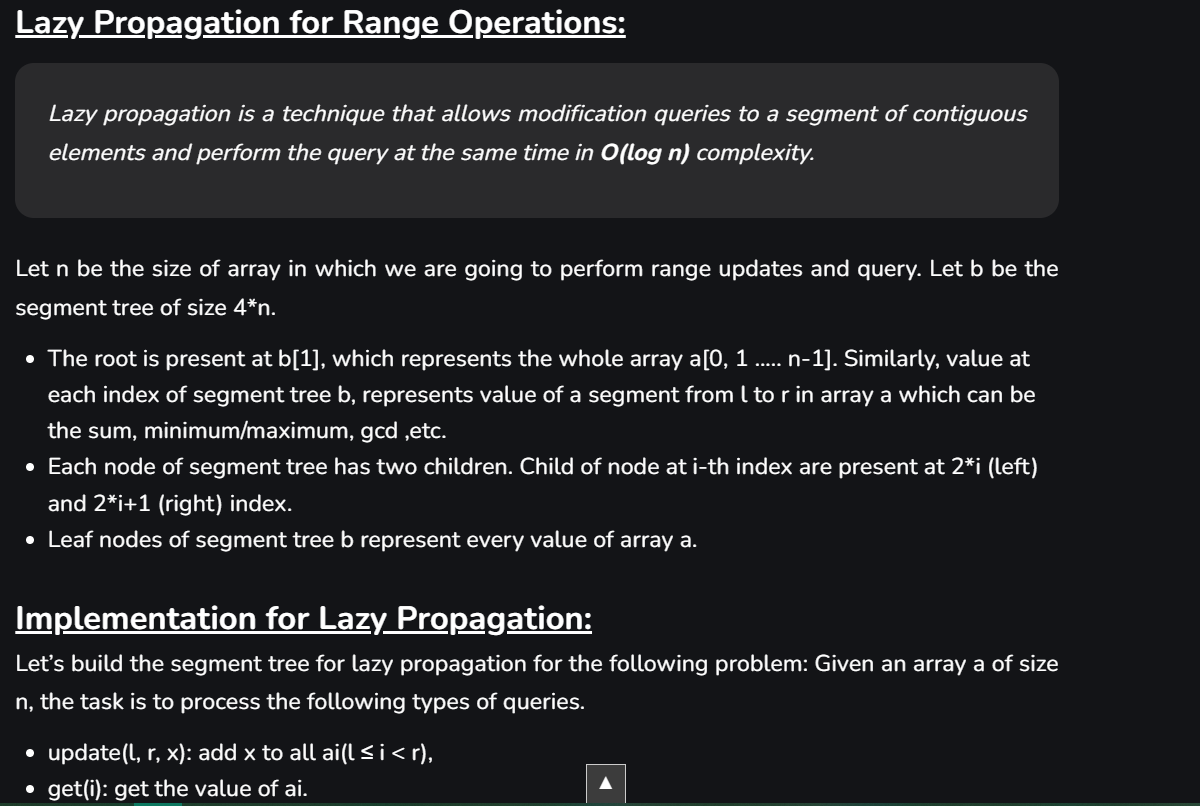 Lazy Propagation for Range Operations:
Lazy propagation is a technique that allows modification queries to a segment of contiguous
elements and perform the query at the same time in O(log n) complexity.
Let n be the size of array in which we are going to perform range updates and query. Let b be the
segment tree of size 4*n.
• The root is present at b[1], which represents the whole array a[0, 1 ..... n-1]. Similarly, value at
each index of segment tree b, represents value of a segment from l to r in array a which can be
the sum, minimum/maximum, gcd ,etc.
• Each node of segment tree has two children. Child of node at i-th index are present at 2*i (left)
and 2*i+1 (right) index.
• Leaf nodes of segment tree b represent every value of array a.
Implementation for Lazy Propagation:
Let’s build the segment tree for lazy propagation for the following problem: Given an array a of size
n, the task is to process the following types of queries.
• update(l, r, x): add x to all ai(l ≤ i < r),
• get(i): get the value of ai.